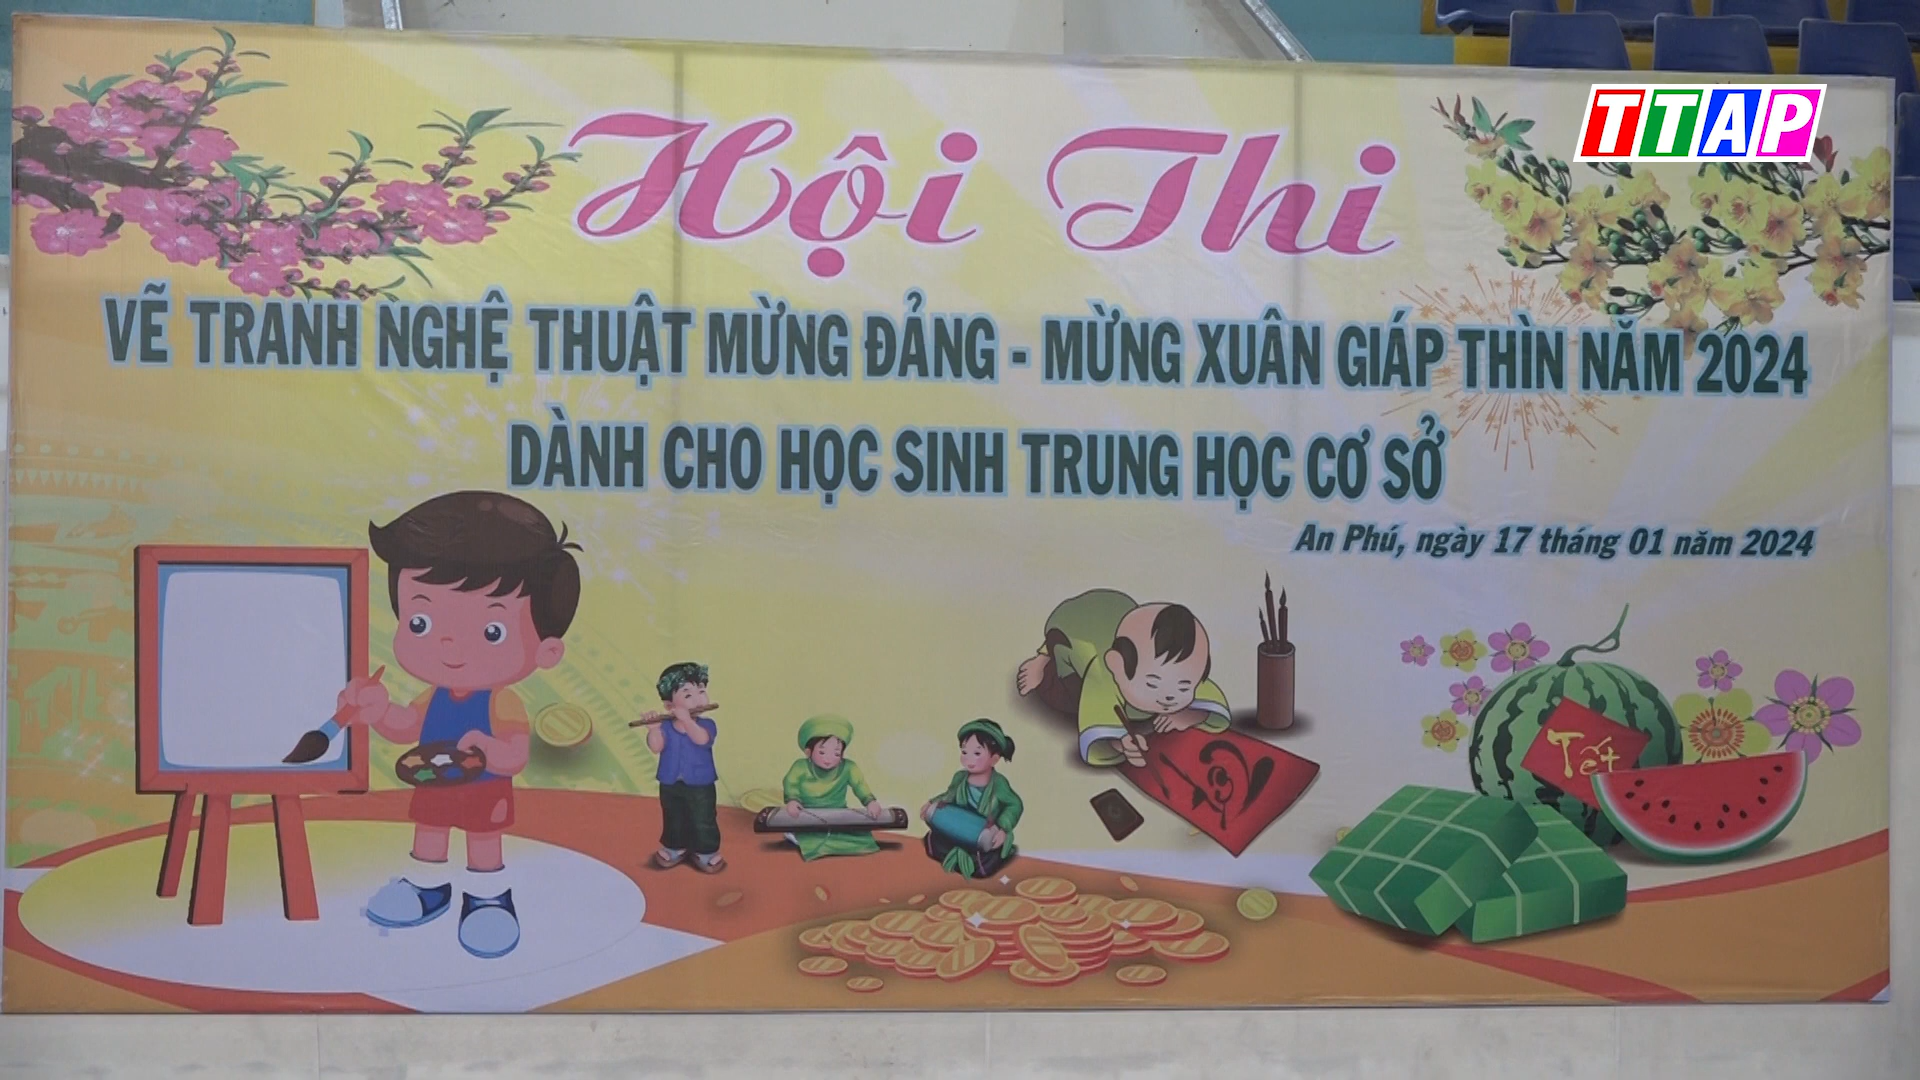 TTAP
Hội Thi
VẼ TRANH NGHỆ THUẬT MỪNG ĐẢNG - MỪNG XUÂN GIÁP THÌN NĂM 2024
DÀNH CHO HỌC SINH TRUNG HỌC CƠ SỞ
An Phú, ngày 17 tháng 01 năm 2024
Tết